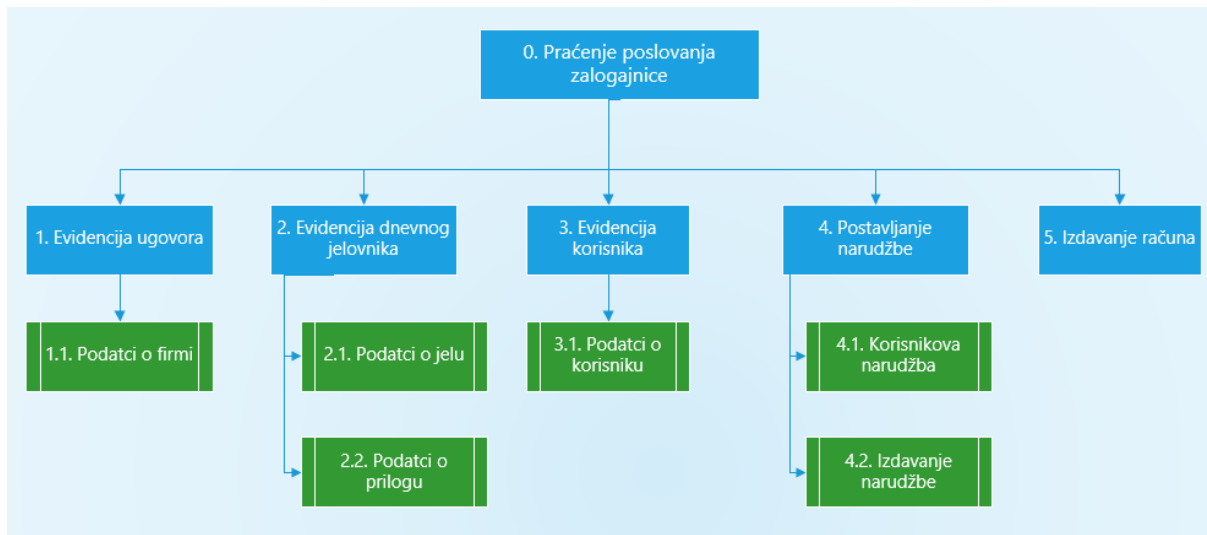 0. Praćenje poslovanja
zalogajnice
1. Evidencija ugovora
2. Evidencija dnevnog
jelovnika
3. Evidencija
korisnika
4. Postavljanje
narudžbe
5. Izdavanje računa
1.1. Podatci o firmi
2.1. Podatci o jelu
3.1. Podatci o
korisniku
4.1. Korisnikova
narudžba
2.2. Podatci o
prilogu
4.2. Izdavanje
narudžbe